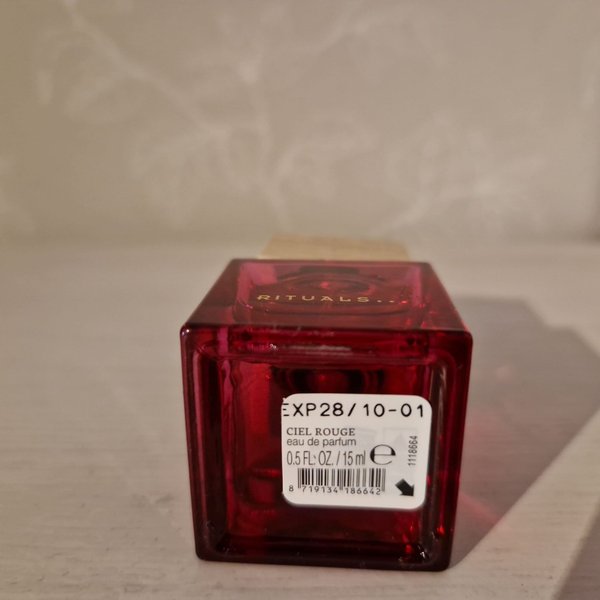 RITUALS...
EXP28/10-01
CIEL ROUGE
eau de parfum
0.5 FL. OZ. / 15 ml ℮
1118664
8 719134 186642